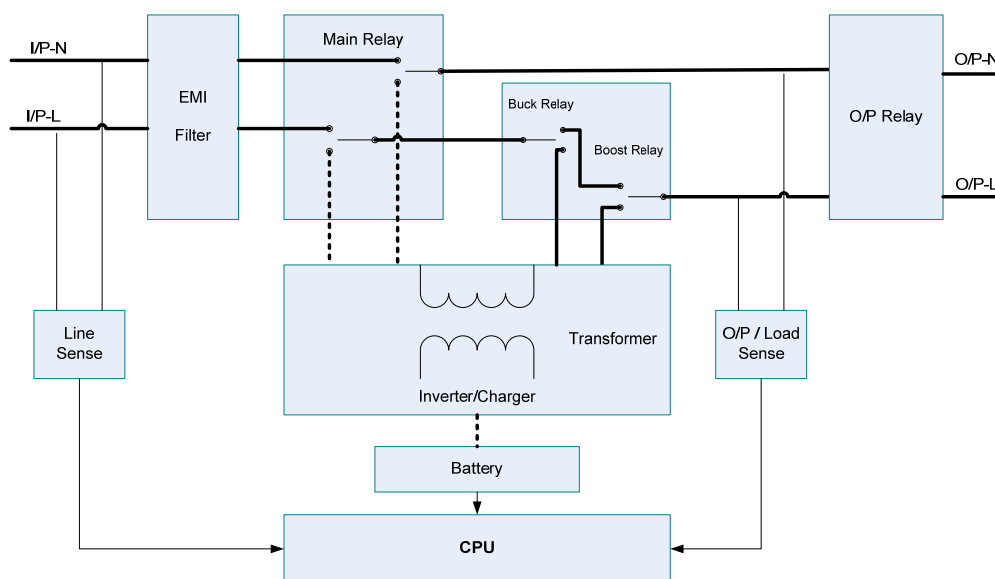 I/P-N
I/P-L
EMI
Filter
Main Relay
Buck Relay
Boost Relay
O/P Relay
O/P-N
O/P-L
Line
Sense
Transformer
Inverter/Charger
O/P / Load
Sense
Battery
CPU